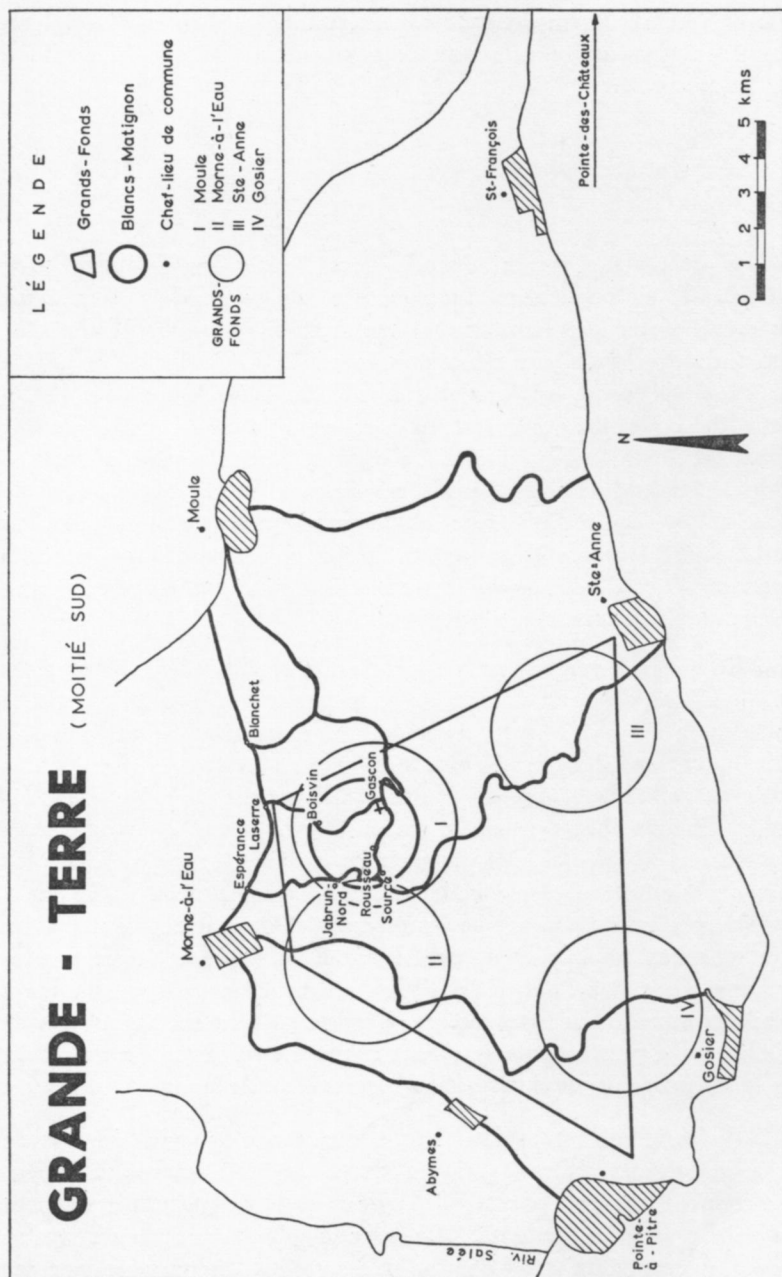 GRANDE - TERRE (MOITIÉ SUD)
LÉGENDE
Grands-Fonds
Blancs-Matignon
Chef-lieu de commune
GRANDS-
FONDS
I Moule
II Morne-à-l'Eau
III Ste-Anne
IV Gosier
Moule
Blanchet
Morne-à-l'Eau
Espérance
Laserre
Boisvin
Gascon
Jabrun-
Nord
Rousseau
Source
I
II
III
IV
Abymes
Riv. Salée
Pointe-
à-Pitre
Gosier
Ste-Anne
St-François
Pointe-des-Châteaux
N
0 1 2 3 4 5 kms